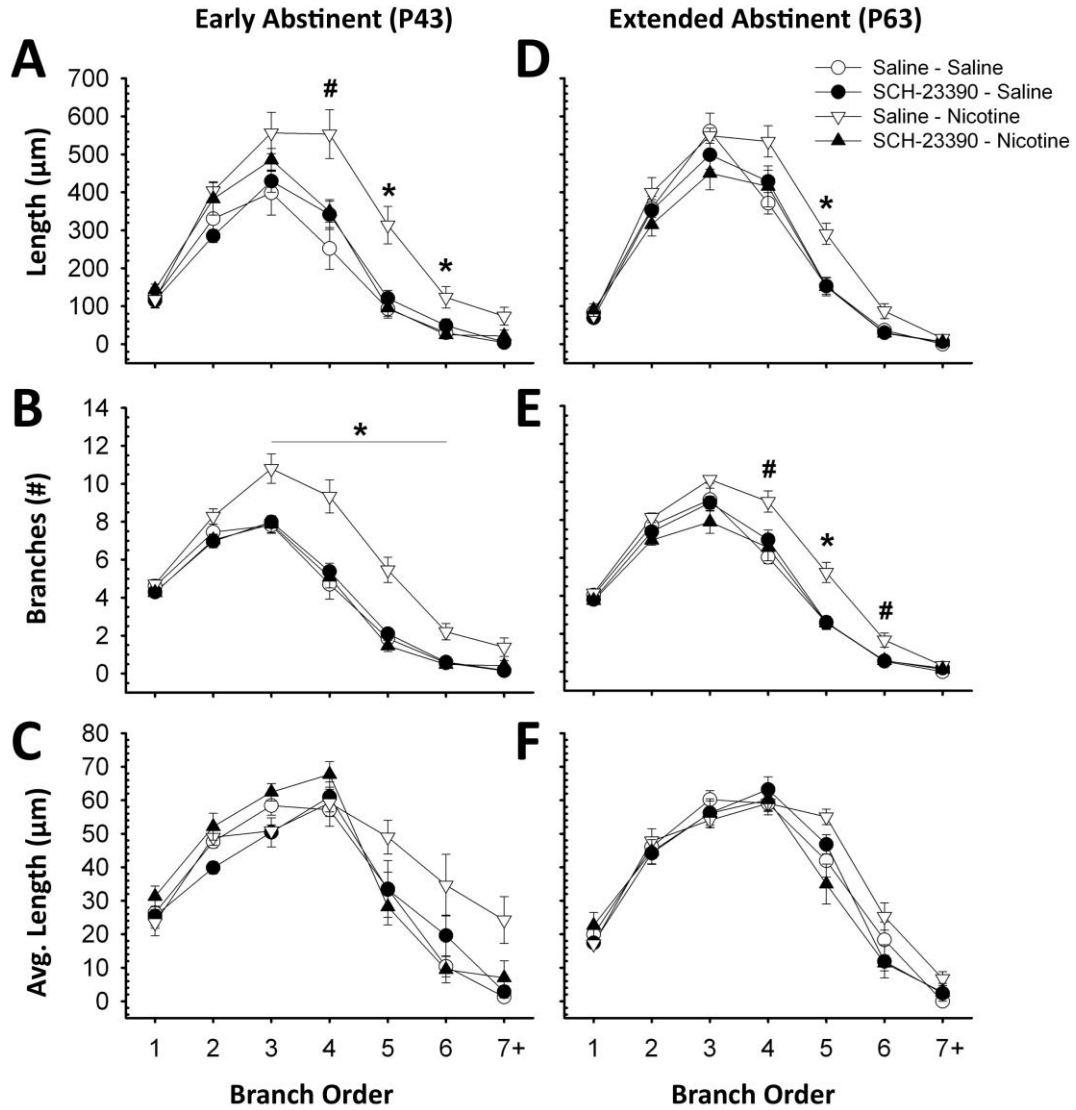 Early Abstinent (P43)
Extended Abstinent (P63)
A
D
Saline - Saline
SCH-23390 - Saline
Saline - Nicotine
SCH-23390 - Nicotine
Length (µm)
700
600
500
400
300
200
100
0
#
*
*
*
B
E
Branches (#)
14
12
10
8
6
4
2
0
*
#
*
#
C
F
Avg. Length (µm)
80
70
60
50
40
30
20
10
0
1 2 3 4 5 6 7+
1 2 3 4 5 6 7+
Branch Order
Branch Order